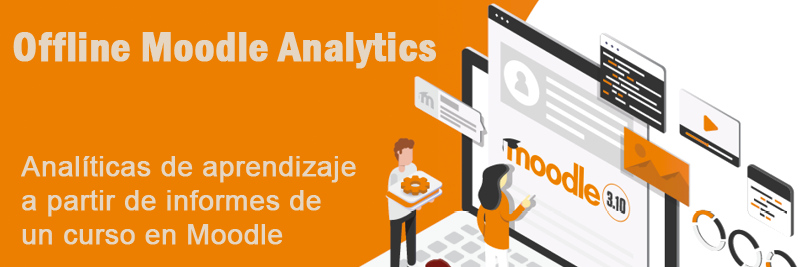 Offline Moodle Analytics
Analíticas de aprendizaje
a partir de informes de
un curso en Moodle
m
moodle
3.10